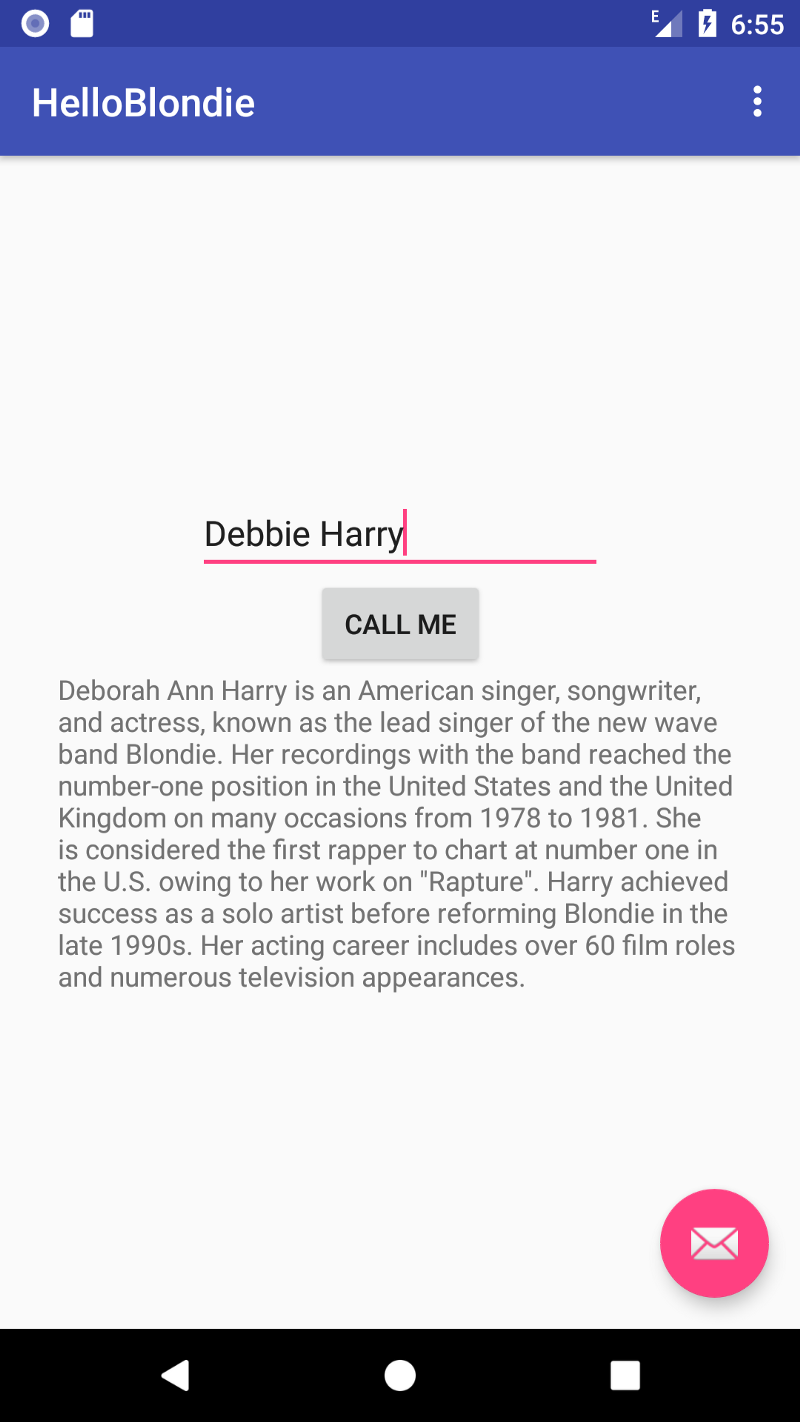 E 6:55
HelloBlondie
Debbie Harry
CALL ME
Deborah Ann Harry is an American singer, songwriter,
and actress, known as the lead singer of the new wave
band Blondie. Her recordings with the band reached the
number-one position in the United States and the United
Kingdom on many occasions from 1978 to 1981. She
is considered the first rapper to chart at number one in
the U.S. owing to her work on "Rapture". Harry achieved
success as a solo artist before reforming Blondie in the
late 1990s. Her acting career includes over 60 film roles
and numerous television appearances.